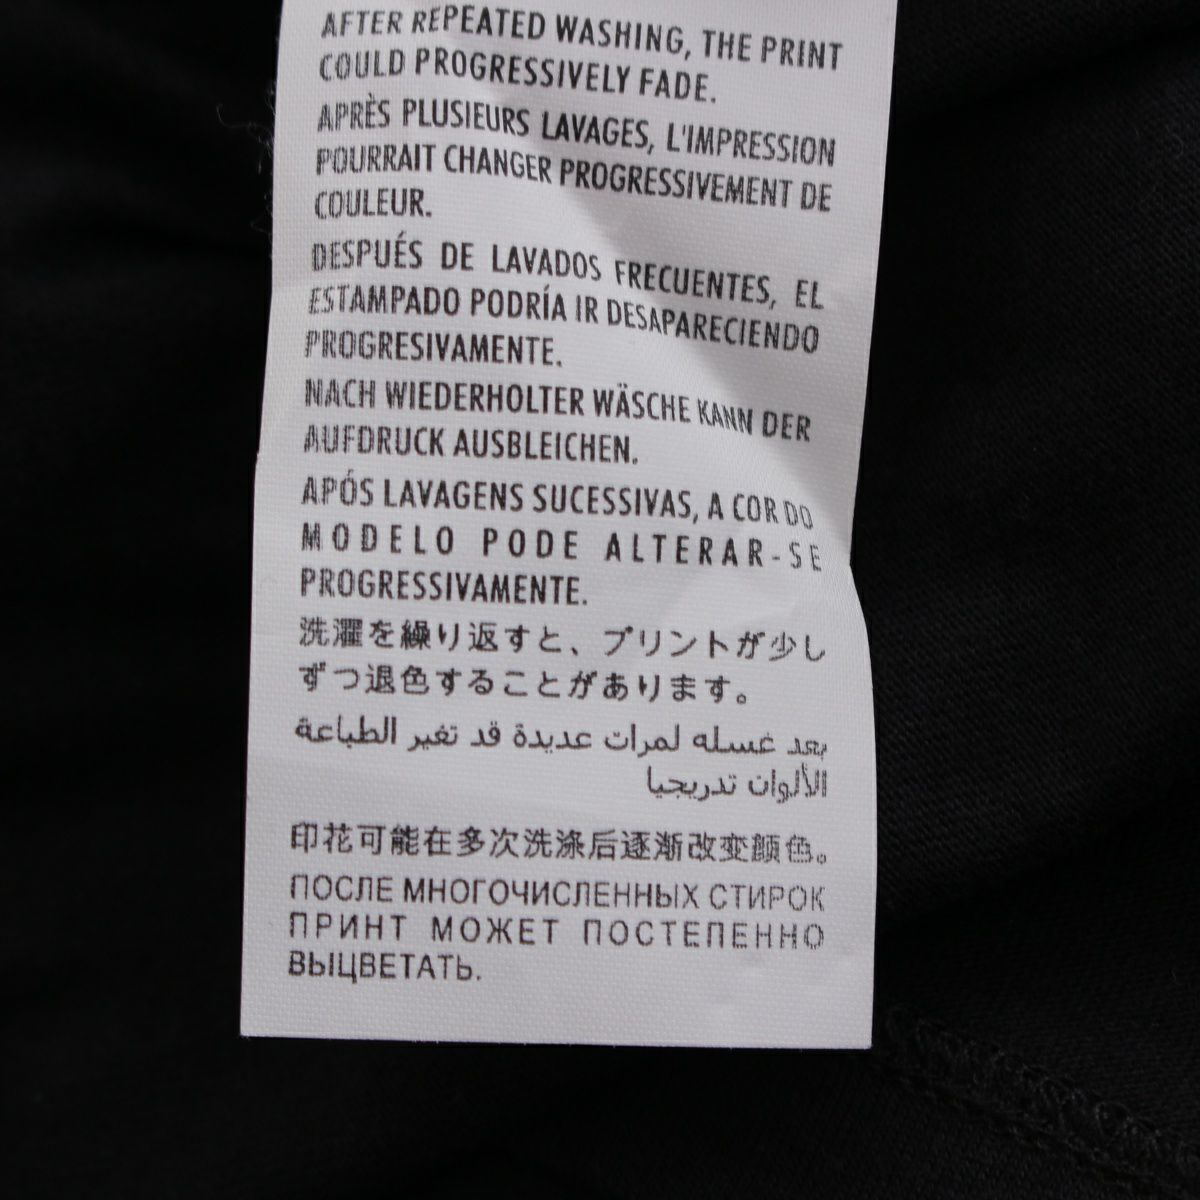 AFTER REPEATED WASHING, THE PRINT
COULD PROGRESSIVELY FADE.
APRÈS PLUSIEURS LAVAGES, L'IMPRESSION
POURRAIT CHANGER PROGRESSIVEMENT DE
COULEUR.
DESPUÉS DE LAVADOS FRECUENTES, EL
ESTAMPADO PODRÍA IR DESAPARECIENDO
PROGRESIVAMENTE.
NACH WIEDERHOLTER WÄSCHE KANN DER
AUFDRUCK AUSBLEICHEN.
APÓS LAVAGENS SUCESSIVAS, A COR DO
MODELO PODE ALTERAR-SE
PROGRESSIVAMENTE.
洗濯を繰り返すと、プリントが少し
ずつ退色することがあります。
بعد غسله لمرات عديدة قد تغير الطباعة
الألوان تدريجيا
印花可能在多次洗涤后逐渐改变颜色。
ПОСЛЕ МНОГОЧИСЛЕННЫХ СТИРОК
ПРИНТ МОЖЕТ ПОСТЕПЕННО
ВЫЦВЕТАТЬ.